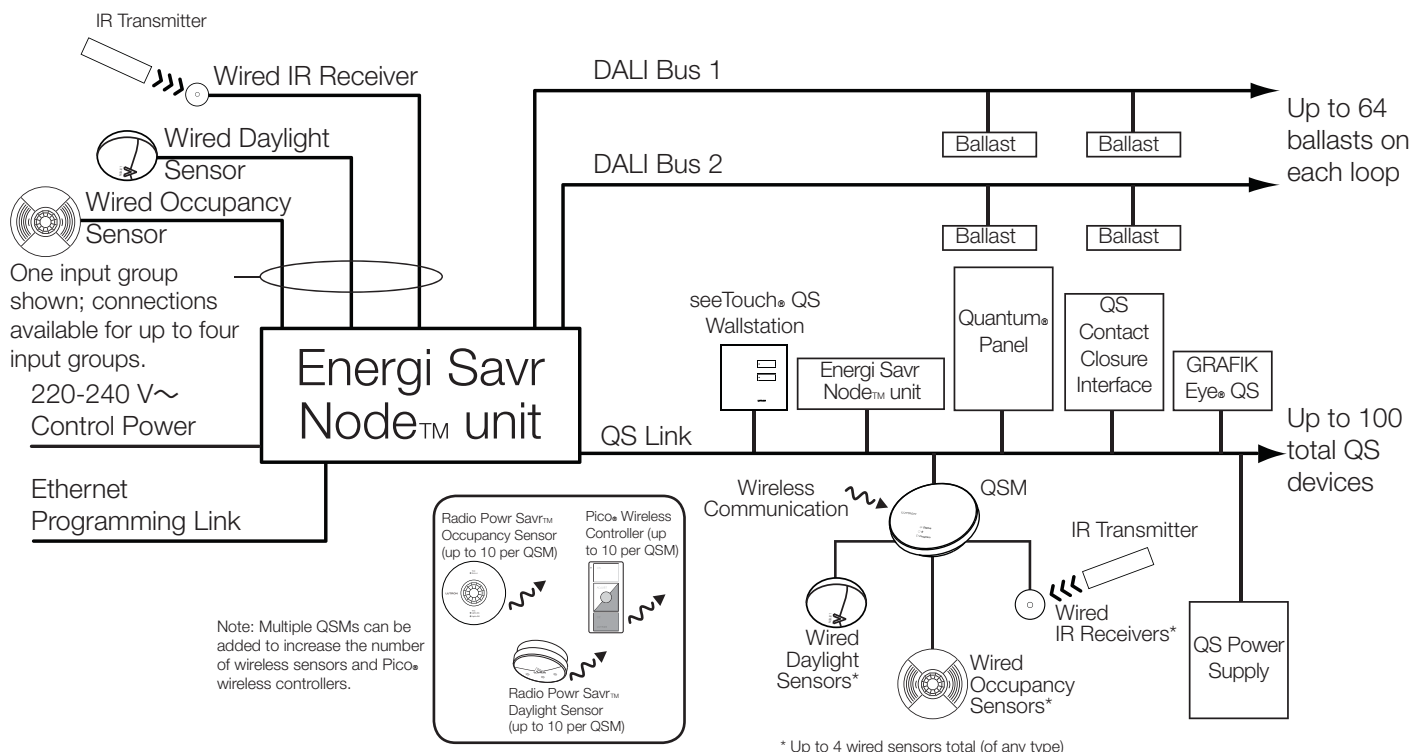 IR Transmitter
Wired IR Receiver
Wired Daylight
Sensor
Wired Occupancy
Sensor
One input group
shown; connections
available for up to four
input groups.
220-240 V~
Control Power
Ethernet
Programming Link
Energi Savr
Node™ unit
DALI Bus 1
Ballast
Ballast
DALI Bus 2
Ballast
Ballast
Up to 64
ballasts on
each loop
QS Link
seeTouch® QS
Wallstation
Energi Savr
Node™ unit
Quantum®
Panel
QS
Contact
Closure
Interface
GRAFIK
Eye® QS
Up to 100
total QS
devices
Wireless
Communication
QSM
IR Transmitter
Wired
Daylight
Sensors*
Wired
Occupancy
Sensors*
Wired
IR Receivers*
QS Power
Supply
Radio Powr Savr™
Occupancy Sensor
(up to 10 per QSM)
Pico® Wireless
Controller (up
to 10 per QSM)
Radio Powr Savr™
Daylight Sensor
(up to 10 per QSM)
Note: Multiple QSMs can be
added to increase the number
of wireless sensors and Pico®
wireless controllers.
* Up to 4 wired sensors total (of any type)